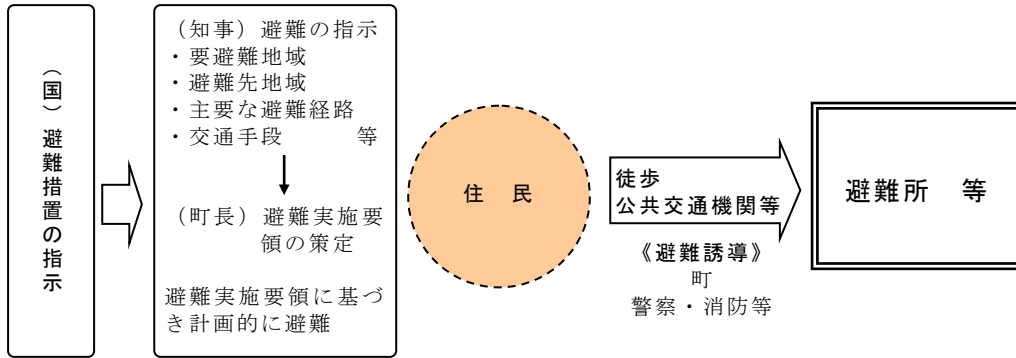 （国）避難措置の指示
（知事）避難の指示
・要避難地域
・避難先地域
・主要な避難経路
・交通手段　　　等
（町長）避難実施要
領の策定
避難実施要領に基づ
き計画的に避難
住　民
徒歩
公共交通機関等
《避難誘導》
町
警察・消防等
避難所　等